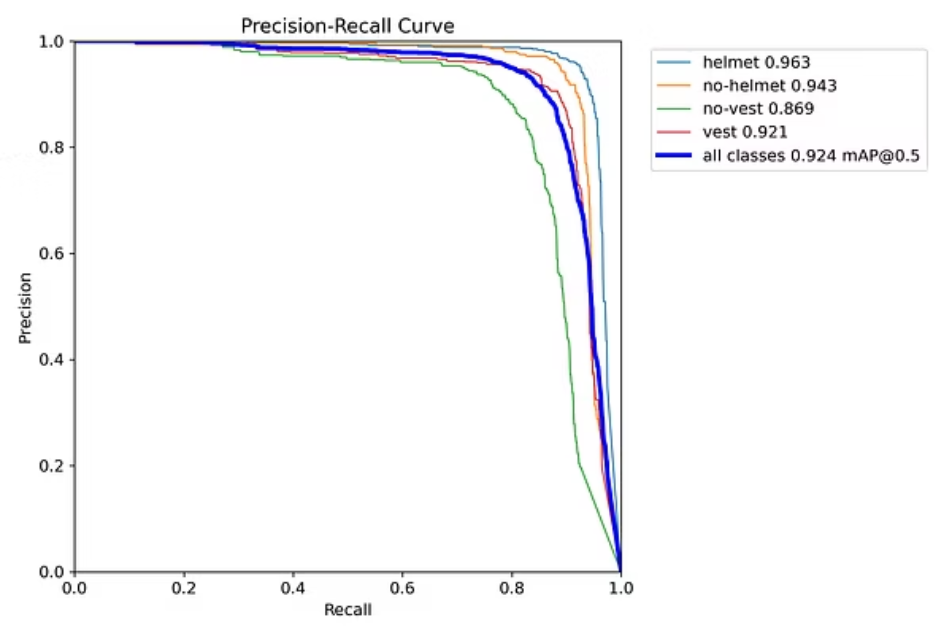 Precision-Recall Curve
1.0
0.8
0.6
0.4
0.2
0.0
Precision
0.0 0.2 0.4 0.6 0.8 1.0
Recall
helmet 0.963
no-helmet 0.943
no-vest 0.869
vest 0.921
all classes 0.924 mAP@0.5